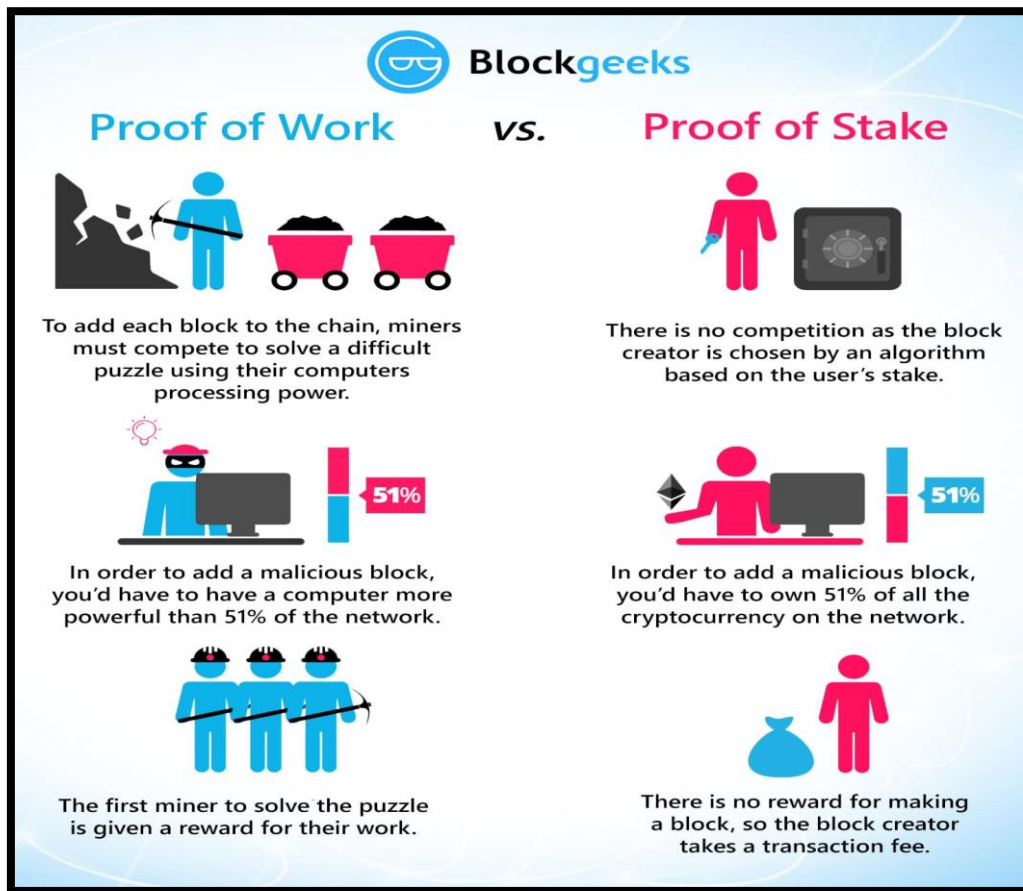 Blockgeeks
Proof of Work vs. Proof of Stake
To add each block to the chain, miners
must compete to solve a difficult
puzzle using their computers
processing power.
There is no competition as the block
creator is chosen by an algorithm
based on the user's stake.
51%
51%
In order to add a malicious block,
you'd have to have a computer more
powerful than 51% of the network.
In order to add a malicious block,
you'd have to own 51% of all the
cryptocurrency on the network.
The first miner to solve the puzzle
is given a reward for their work.
There is no reward for making
a block, so the block creator
takes a transaction fee.